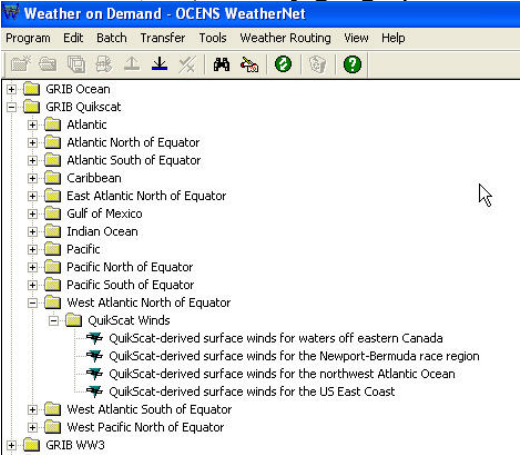 Weather on Demand - OCENS WeatherNet
Program Edit Batch Transfer Tools Weather Routing View Help
GRIB Ocean
GRIB Quikscat
Atlantic
Atlantic North of Equator
Atlantic South of Equator
Caribbean
East Atlantic North of Equator
Gulf of Mexico
Indian Ocean
Pacific
Pacific North of Equator
Pacific South of Equator
West Atlantic North of Equator
QuikScat Winds
QuikScat-derived surface winds for waters off eastern Canada
QuikScat-derived surface winds for the Newport-Bermuda race region
QuikScat-derived surface winds for the northwest Atlantic Ocean
QuikScat-derived surface winds for the US East Coast
West Atlantic South of Equator
West Pacific North of Equator
GRIB WW3